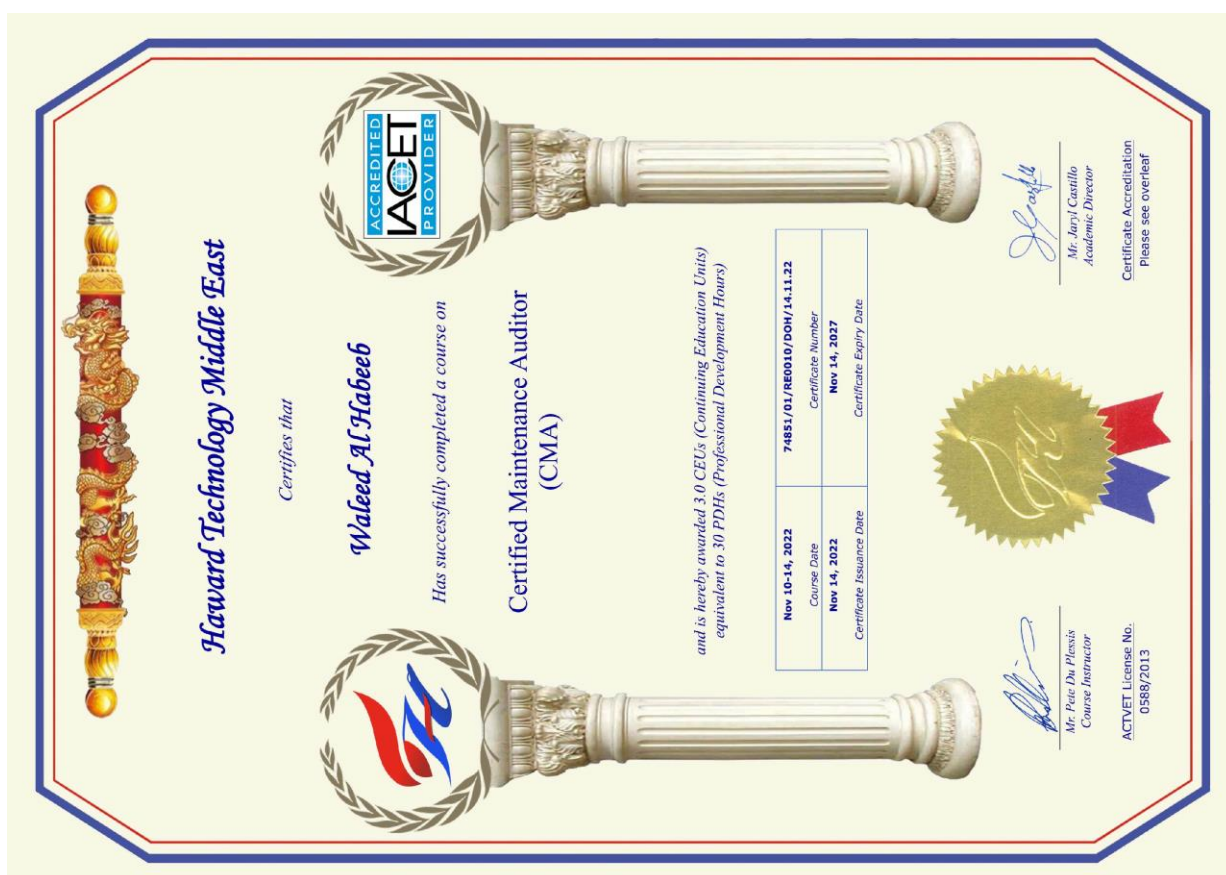 Haward Technology Middle East
Certifies that
Waleed Al Habeeb
Has successfully completed a course on
Certified Maintenance Auditor
(CMA)
ACCREDITED
IACET
PROVIDER
and is hereby awarded 3.0 CEUs (Continuing Education Units)
equivalent to 30 PDHs (Professional Development Hours)
Nov 10-14, 2022
Course Date
74851/01/RE0010/DOH/14.11.22
Certificate Number
Nov 14, 2022
Certificate Issuance Date
Nov 14, 2027
Certificate Expiry Date
Mr. Pete Du Plessis
Course Instructor
ACTVET License No.
0588/2013
Mr. Jaryl Castillo
Academic Director
Certificate Accreditation
Please see overleaf